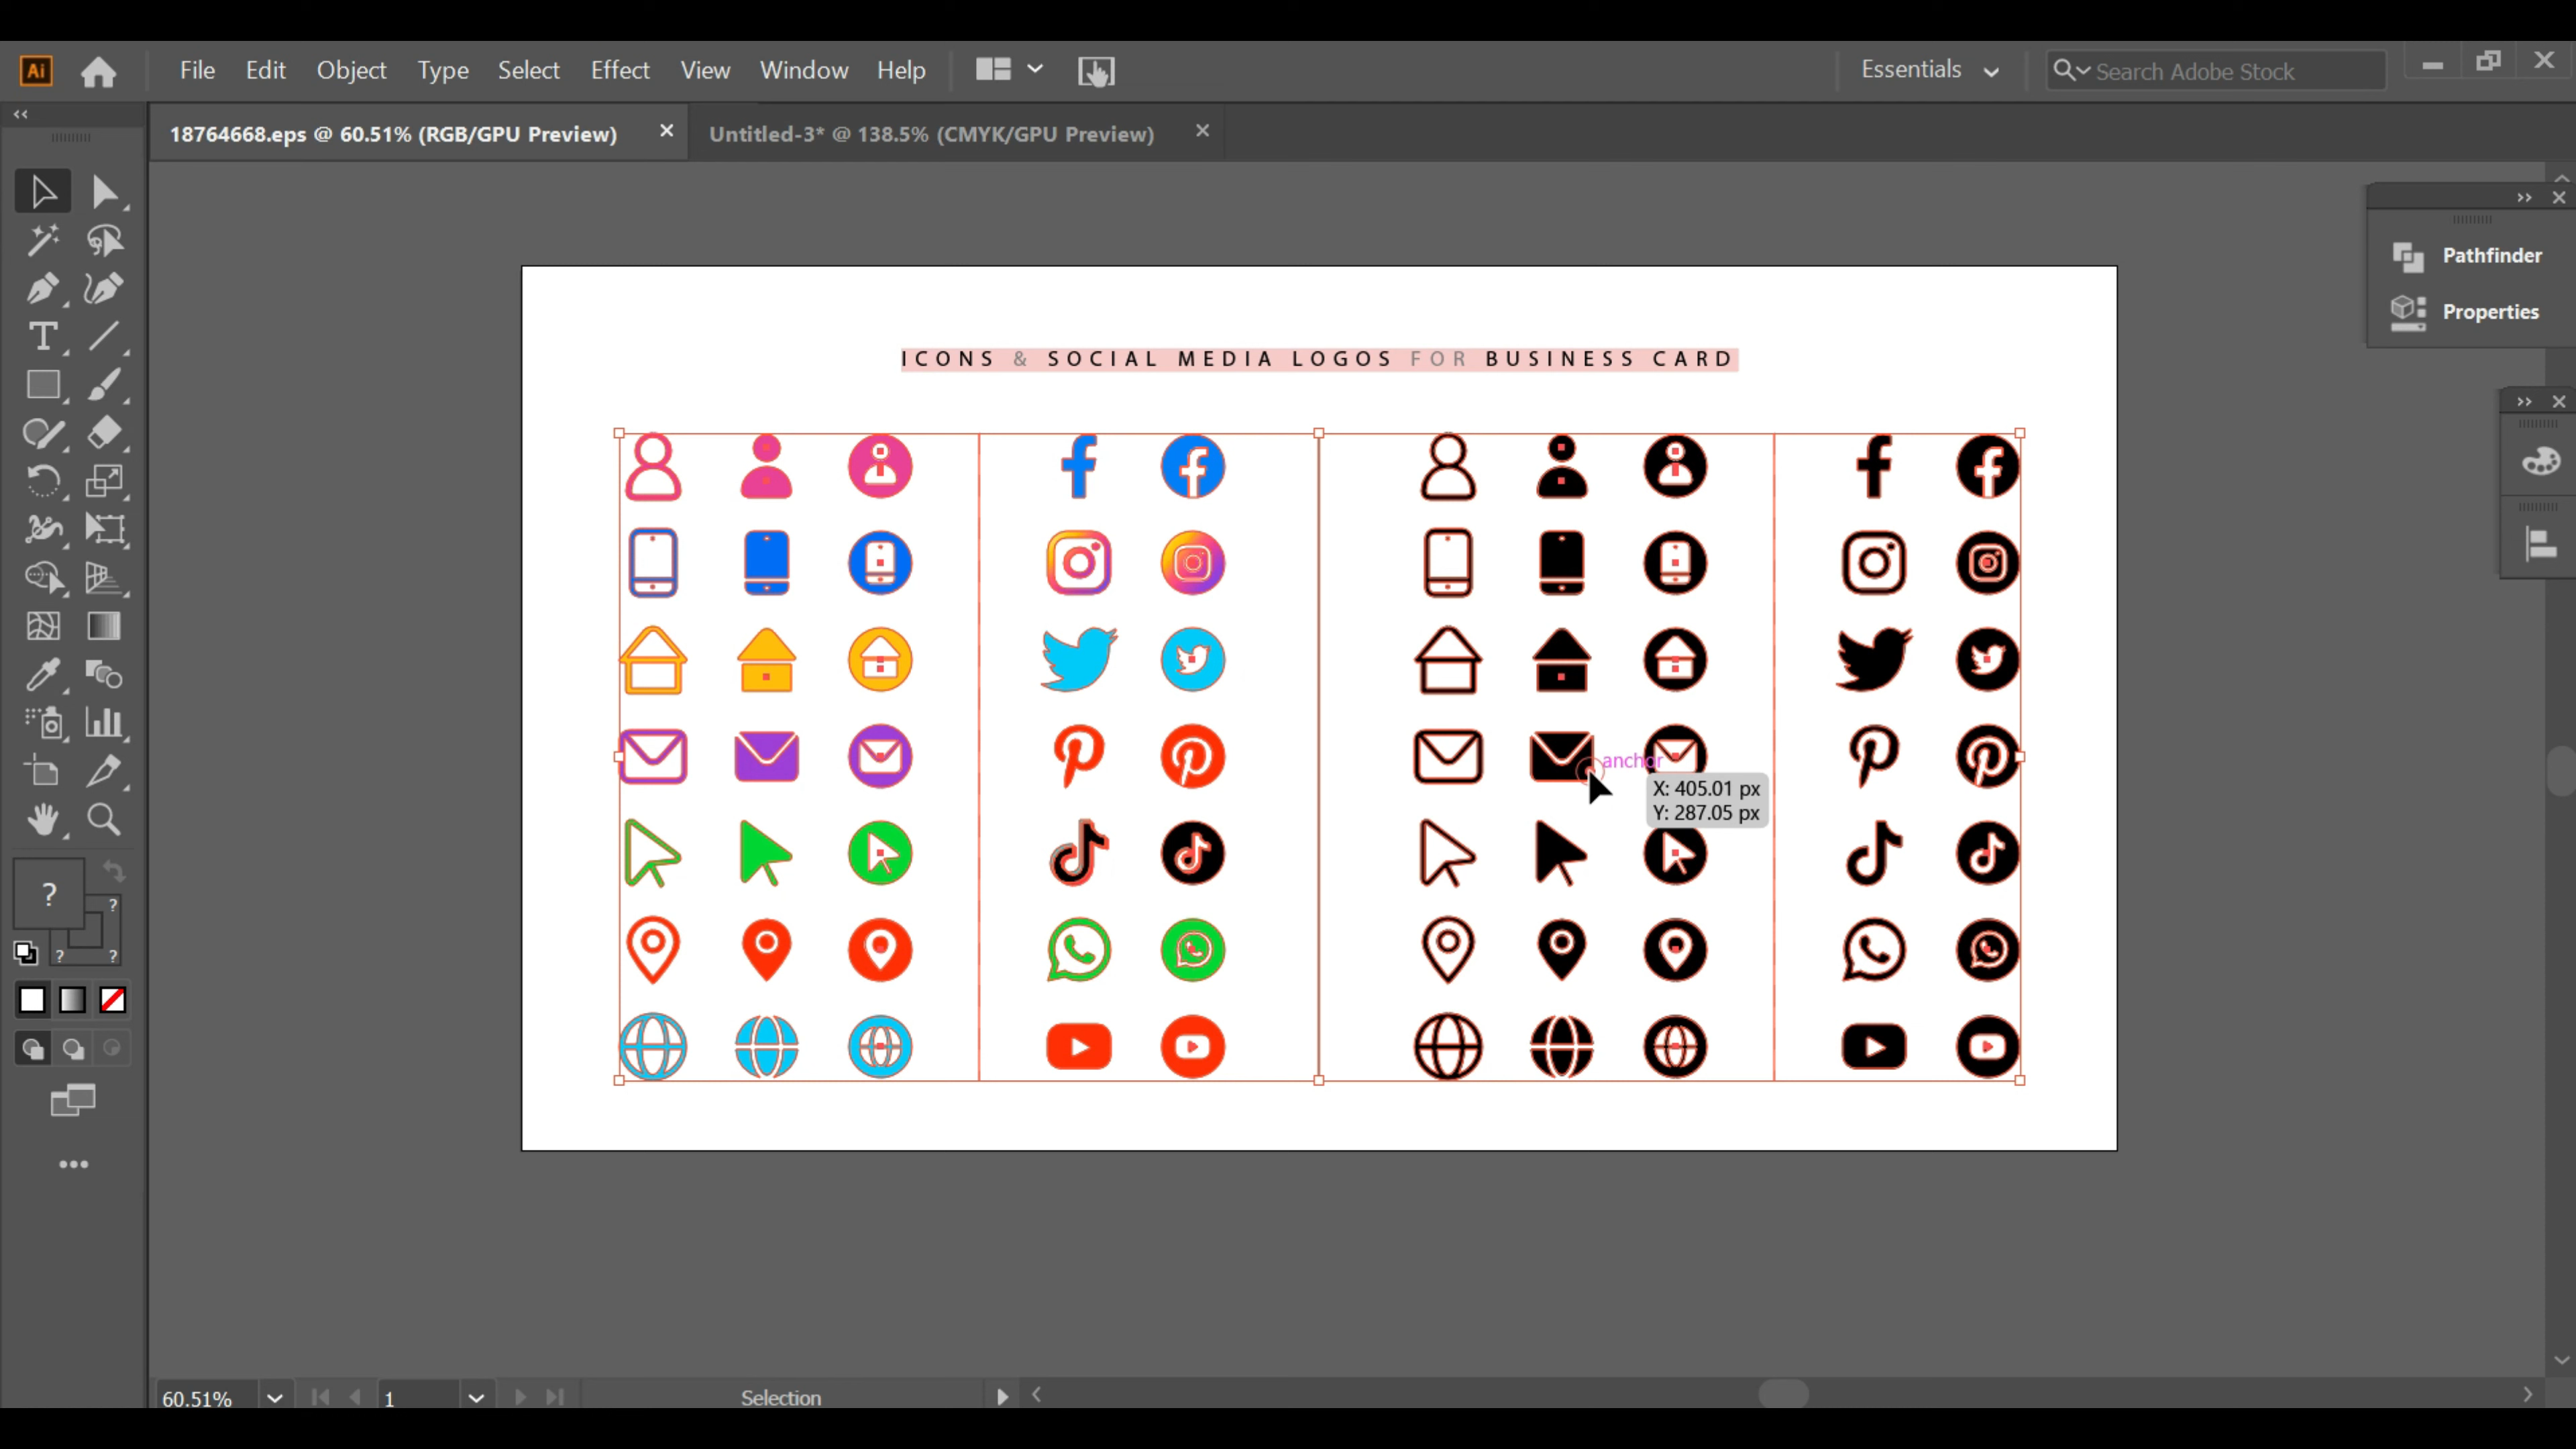 Ai File Edit Object Type Select Effect View Window Help Essentials Search Adobe Stock
18764668.eps @ 60.51% (RGB/GPU Preview) Untitled-3* @ 138.5% (CMYK/GPU Preview)
Pathfinder
Properties
ICONS & SOCIAL MEDIA LOGOS FOR BUSINESS CARD
anchor
X: 405.01 px
Y: 287.05 px
?
?
? ?
60.51% 1 Selection